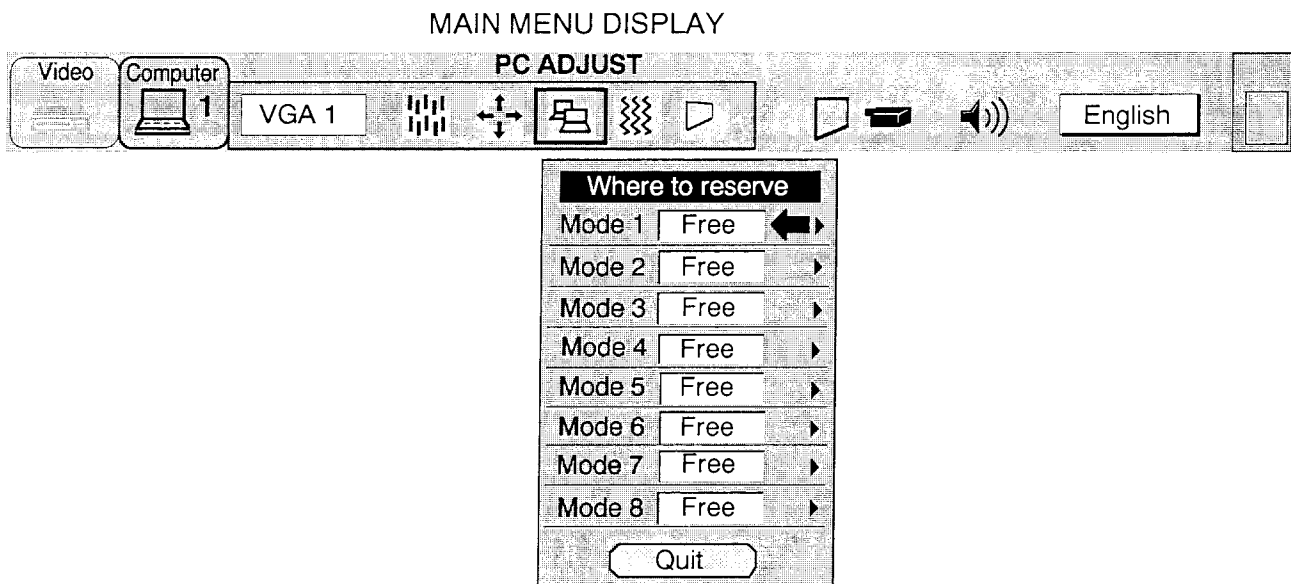 MAIN MENU DISPLAY
PC ADJUST
Video
Computer
1
VGA 1
English
Where to reserve
Mode 1 Free
Mode 2 Free
Mode 3 Free
Mode 4 Free
Mode 5 Free
Mode 6 Free
Mode 7 Free
Mode 8 Free
Quit